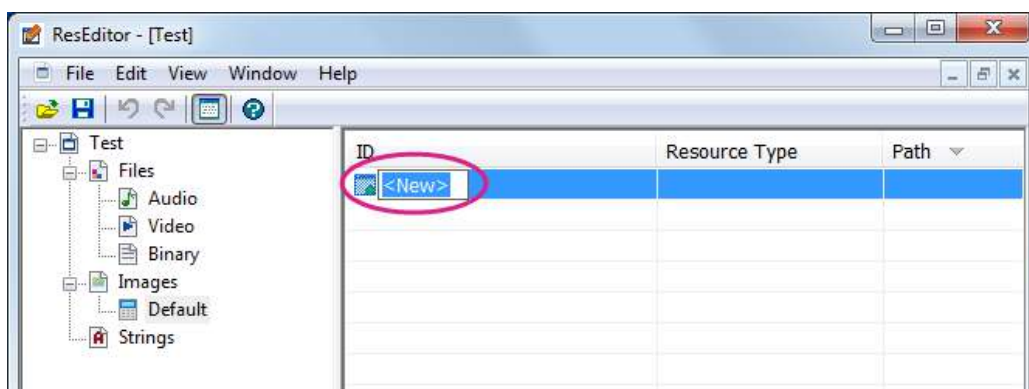 ResEditor - [Test]
File Edit View Window Help
Test
Files
Audio
Video
Binary
Images
Default
Strings
ID Resource Type Path
<New>